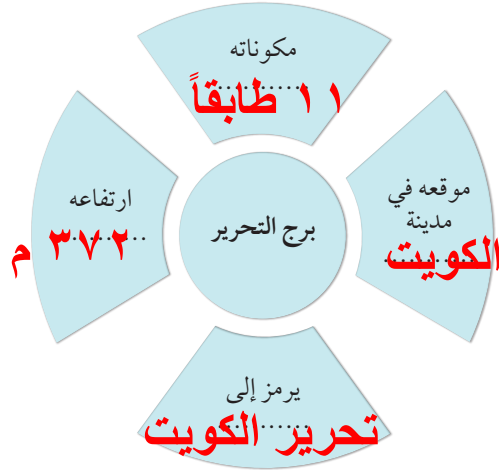 مكوناته
..........
١١ طابقاً
موقعه في
مدينة
..........
الكويت
برج التحرير
ارتفاعه
..........
٣٧٢ م
يرمز إلى
..........
تحرير الكويت